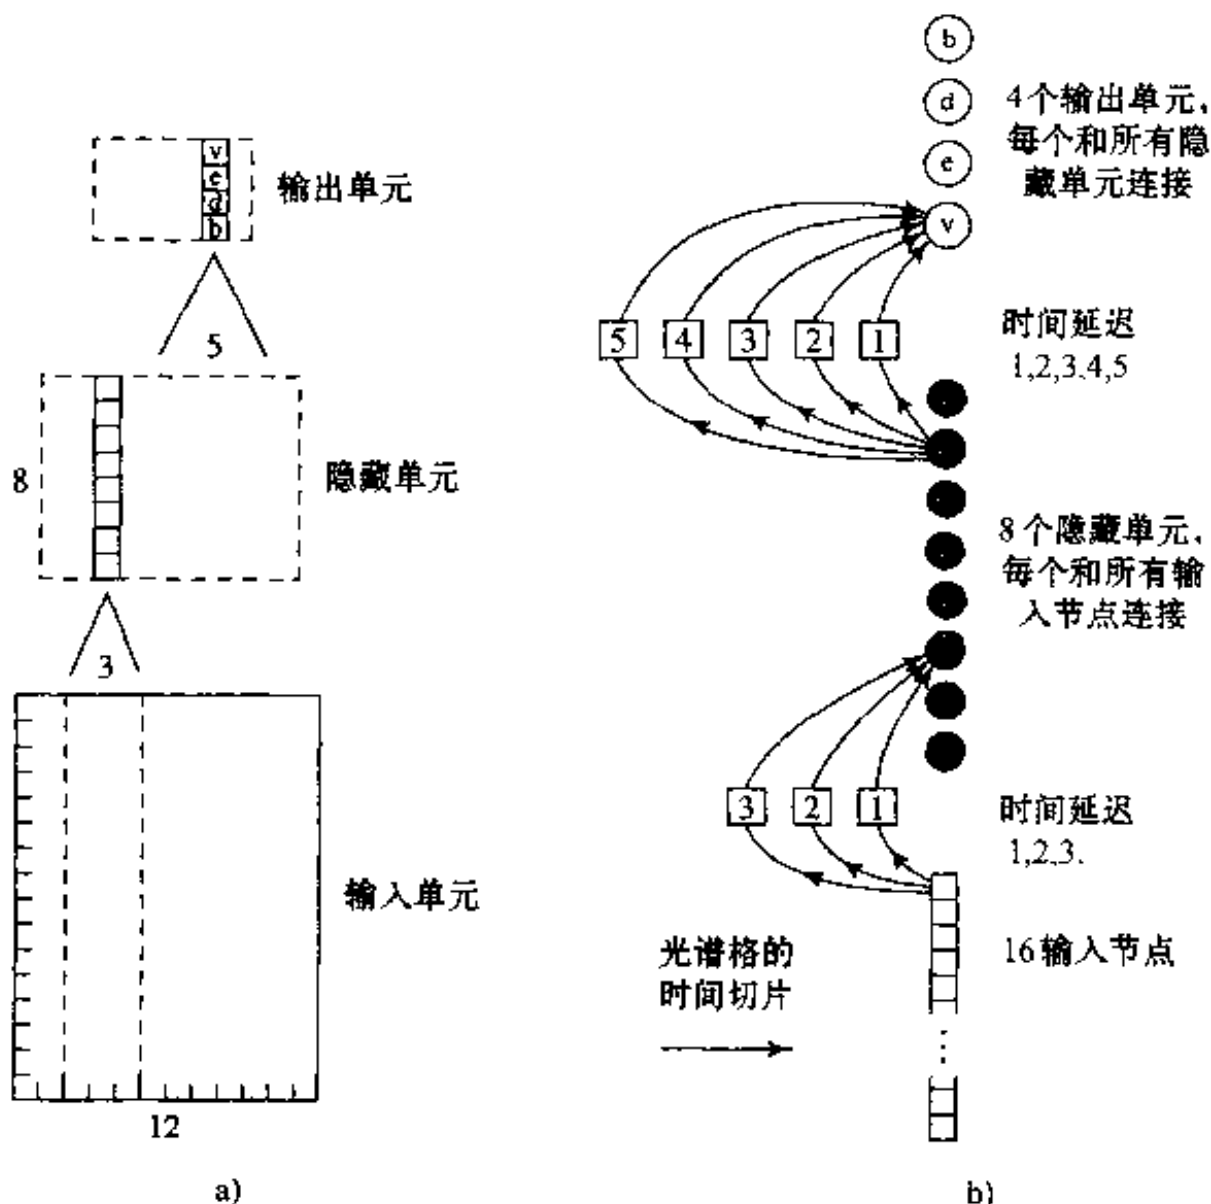 v
e
d
b
输出单元
5
8
隐藏单元
3
输入单元
12
a)
b
d
e
v
4个输出单元,
每个和所有隐
藏单元连接
5 4 3 2 1
时间延迟
1,2,3.4,5
8个隐藏单元,
每个和所有输
入节点连接
3 2 1
时间延迟
1,2,3.
光谱格的
时间切片
16输入节点
b)